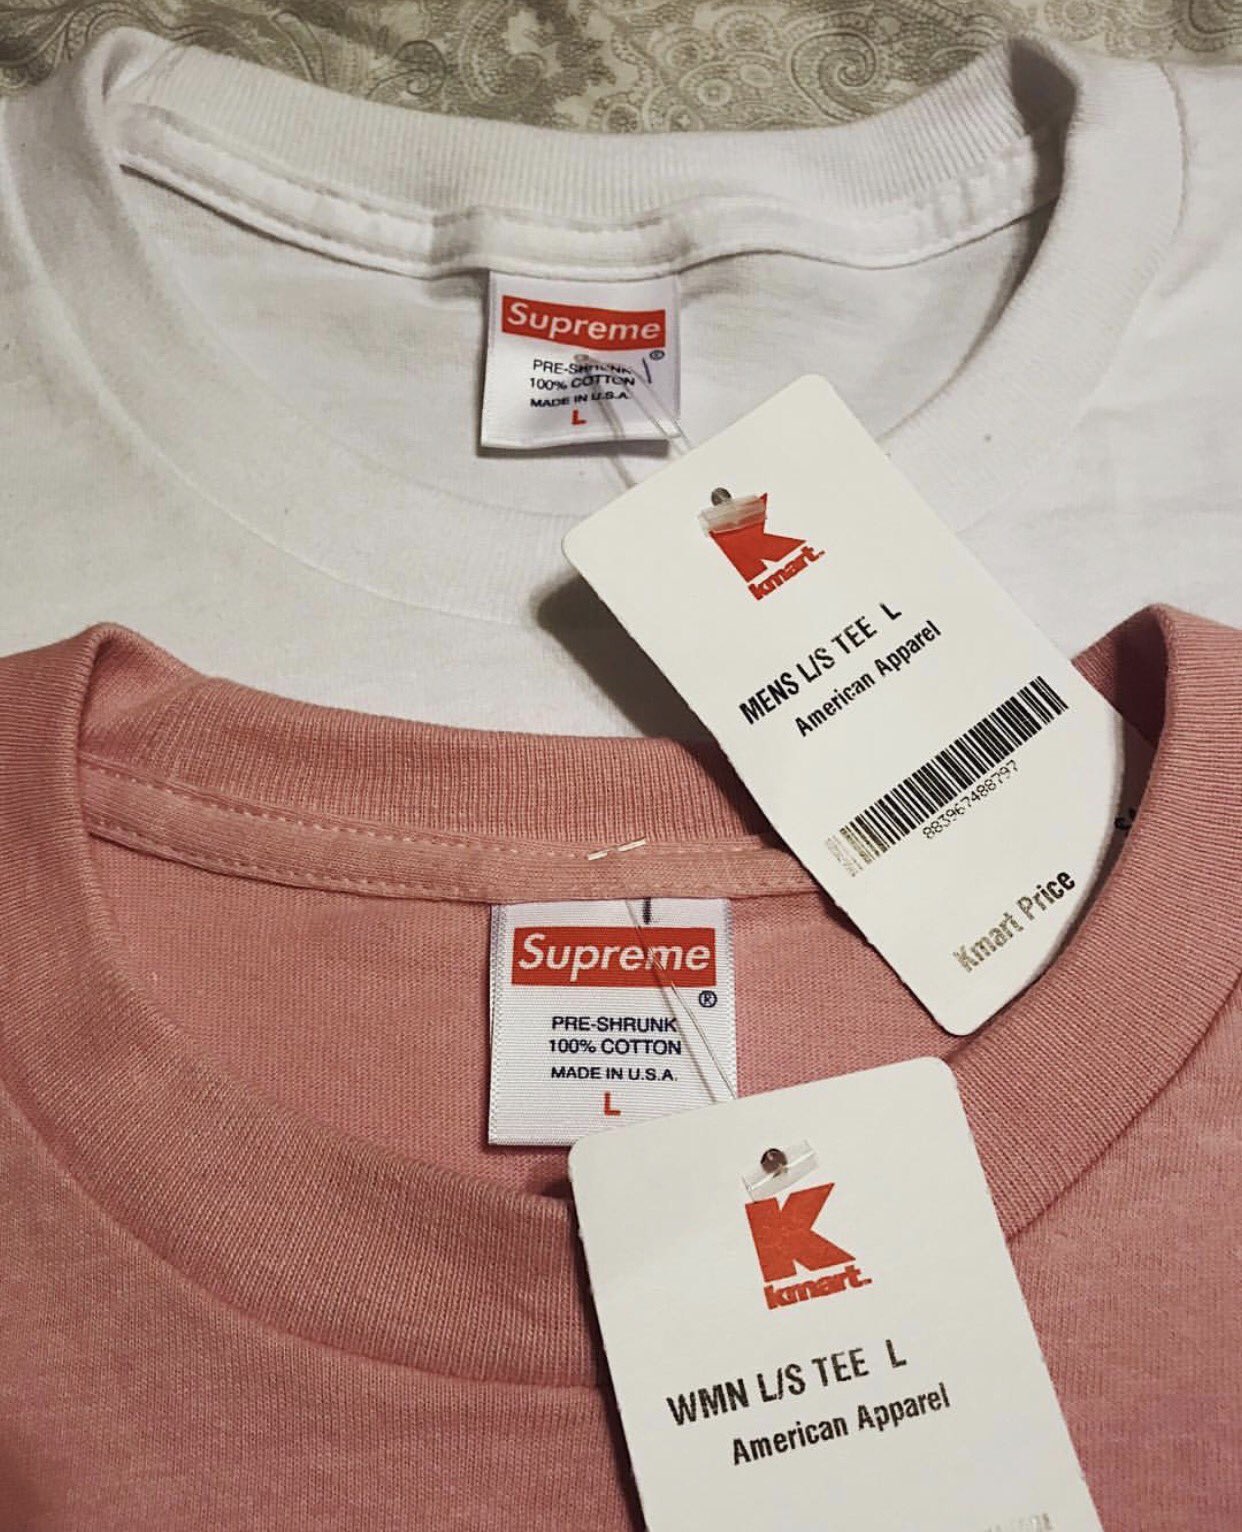 Supreme
®
PRE-SHRUNK
100% COTTON
MADE IN U.S.A.
L
K
kmart
MENS L/S TEE L
American Apparel
883967488797
Kmart Price
Supreme
®
PRE-SHRUNK
100% COTTON
MADE IN U.S.A.
L
K
kmart
WMN L/S TEE L
American Apparel